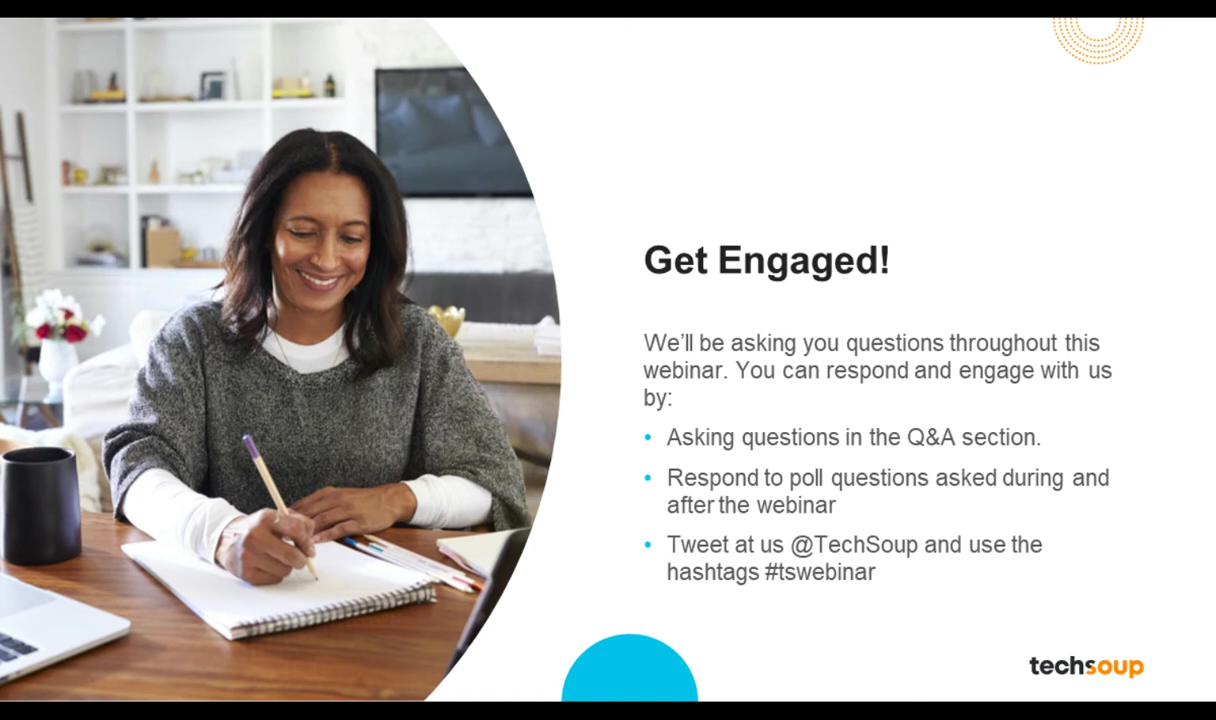 Get Engaged!
We'll be asking you questions throughout this
webinar. You can respond and engage with us
by:
• Asking questions in the Q&A section.
• Respond to poll questions asked during and
after the webinar
• Tweet at us @TechSoup and use the
hashtags #tswebinar
techsoup